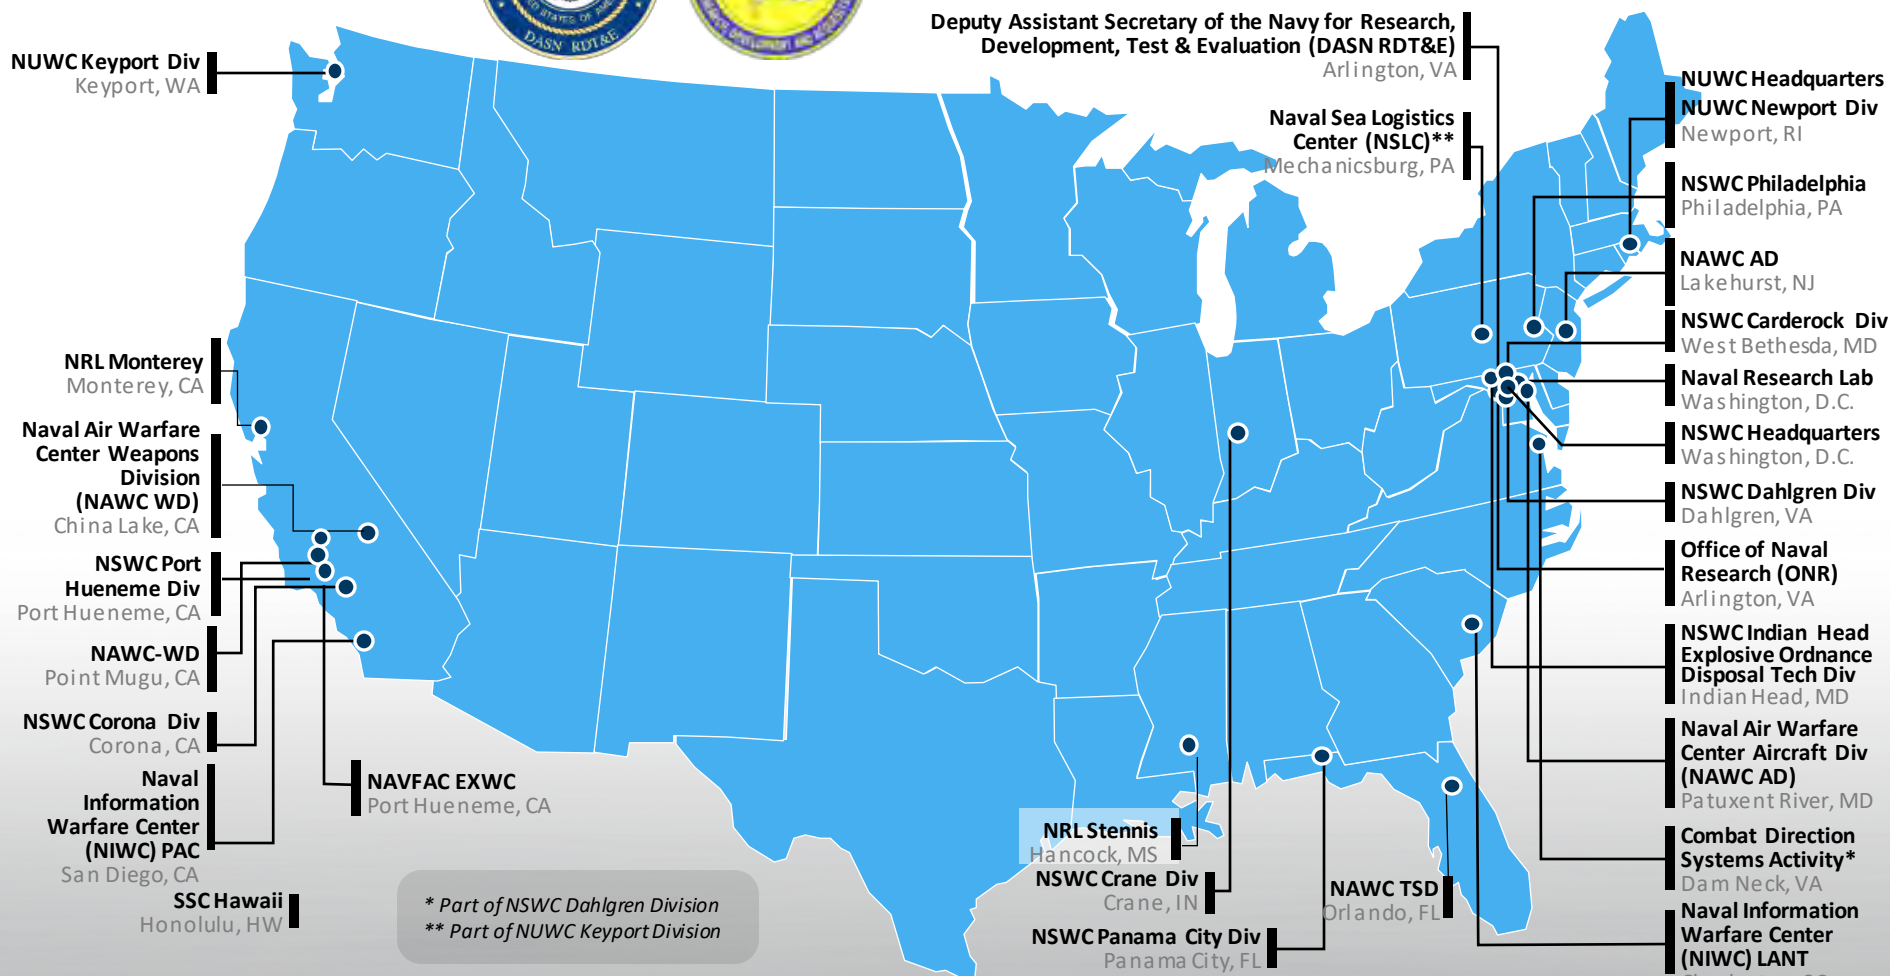 STATES OF AMERICA
DASN RDT&E
DEVELOPMENT AND ACQUISITION
Deputy Assistant Secretary of the Navy for Research,
Development, Test & Evaluation (DASN RDT&E)
Arlington, VA
NUWC Keyport Div
Keyport, WA
NUWC Headquarters
NUWC Newport Div
Newport, RI
Naval Sea Logistics
Center (NSLC)**
Mechanicsburg, PA
NSWC Philadelphia
Philadelphia, PA
NAWC AD
Lakehurst, NJ
NSWC Carderock Div
West Bethesda, MD
NRL Monterey
Monterey, CA
Naval Research Lab
Washington, D.C.
Naval Air Warfare
Center Weapons
Division
(NAWC WD)
China Lake, CA
NSWC Headquarters
Washington, D.C.
NSWC Dahlgren Div
Dahlgren, VA
NSWC Port
Hueneme Div
Port Hueneme, CA
Office of Naval
Research (ONR)
Arlington, VA
NAWC-WD
Point Mugu, CA
NSWC Indian Head
Explosive Ordnance
Disposal Tech Div
Indian Head, MD
NSWC Corona Div
Corona, CA
Naval Air Warfare
Center Aircraft Div
(NAWC AD)
Patuxent River, MD
Naval
Information
Warfare Center
(NIWC) PAC
San Diego, CA
NAVFAC EXWC
Port Hueneme, CA
NRL Stennis
Hancock, MS
Combat Direction
Systems Activity*
Dam Neck, VA
SSC Hawaii
Honolulu, HW
* Part of NSWC Dahlgren Division
** Part of NUWC Keyport Division
NSWC Crane Div
Crane, IN
NAWC TSD
Orlando, FL
NSWC Panama City Div
Panama City, FL
Naval Information
Warfare Center
(NIWC) LANT